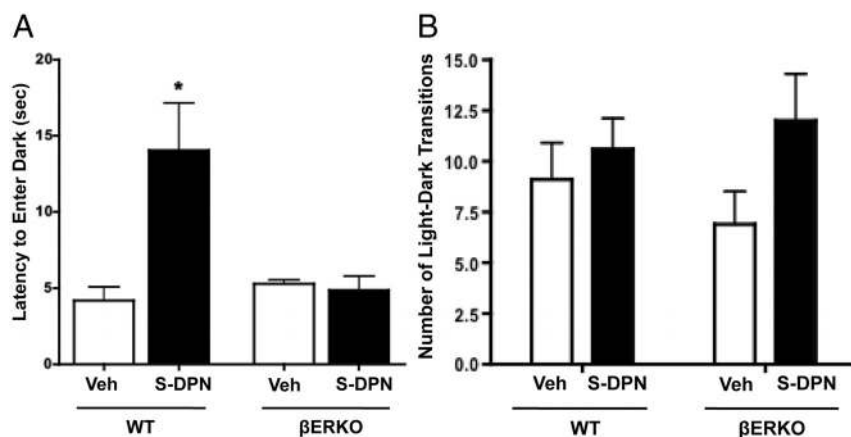 A
Latency to Enter Dark (sec)
20
15
10
5
0
*
Veh
S-DPN
Veh
S-DPN
WT
βERKO
B
Number of Light-Dark Transitions
15.0
12.5
10.0
7.5
5.0
2.5
0.0
Veh
S-DPN
Veh
S-DPN
WT
βERKO